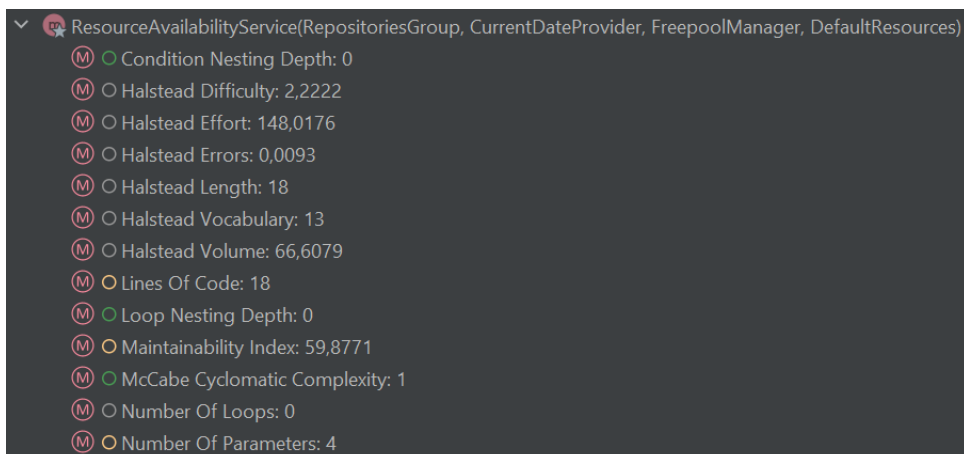 ResourceAvailabilityService(RepositoriesGroup, CurrentDateProvider, FreepoolManager, DefaultResources)
M Condition Nesting Depth: 0
M Halstead Difficulty: 2,2222
M Halstead Effort: 148,0176
M Halstead Errors: 0,0093
M Halstead Length: 18
M Halstead Vocabulary: 13
M Halstead Volume: 66,6079
M Lines Of Code: 18
M Loop Nesting Depth: 0
M Maintainability Index: 59,8771
M McCabe Cyclomatic Complexity: 1
M Number Of Loops: 0
M Number Of Parameters: 4